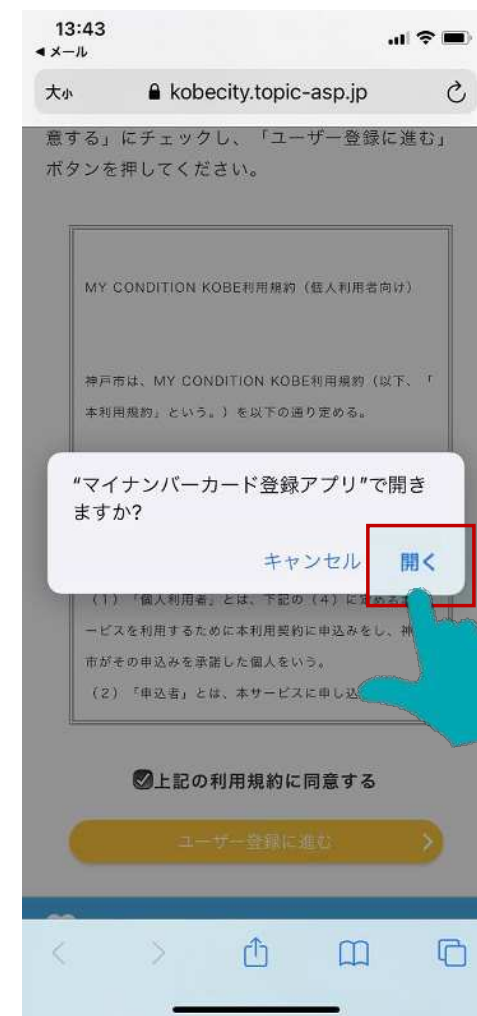 13:43
メール
大小 kobecity.topic-asp.jp
意する」にチェックし、「ユーザー登録に進む」
ボタンを押してください。
MY CONDITION KOBE利用規約（個人利用者向け）
神戸市は、MY CONDITION KOBE利用規約（以下、「
本利用規約」という。）を以下の通り定める。
“マイナンバーカード登録アプリ”で開き
ますか?
キャンセル 開く
（1）「個人利用者」とは、下記の（4）に定める
ービスを利用するために本利用契約に申込みをし、神
市がその申込みを承諾した個人をいう。
（2）「申込者」とは、本サービスに申し込
上記の利用規約に同意する
ユーザー登録に進む